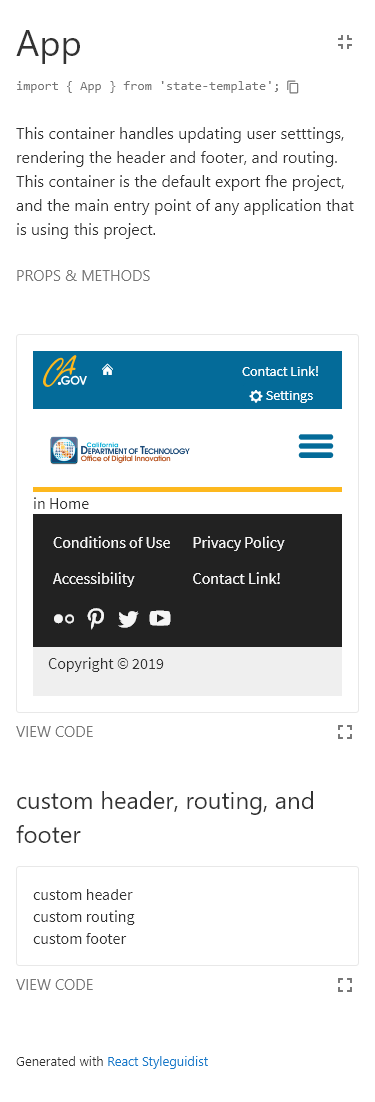 App
import { App } from 'state-template';
This container handles updating user setttings,
rendering the header and footer, and routing.
This container is the default export fhe project,
and the main entry point of any application that
is using this project.
PROPS & METHODS
CA
.GOV
Contact Link!
Settings
California
DEPARTMENT OF TECHNOLOGY
Office of Digital Innovation
in Home
Conditions of Use
Privacy Policy
Accessibility
Contact Link!
Copyright © 2019
VIEW CODE
custom header, routing, and
footer
custom header
custom routing
custom footer
VIEW CODE
Generated with React Styleguidist